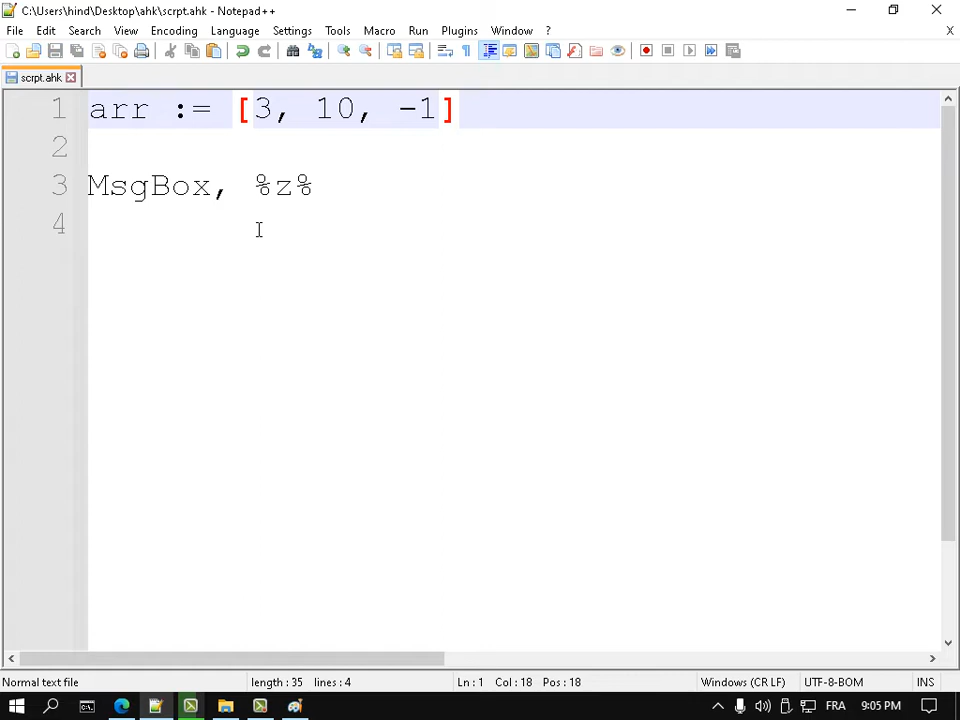 C:\Users\hind\Desktop\ahk\scrpt.ahk - Notepad++
File Edit Search View Encoding Language Settings Tools Macro Run Plugins Window ? X
scrpt.ahk
1 arr := [3, 10, -1]
2
3 MsgBox, %z%
4
Normal text file length : 35 lines : 4 Ln : 1 Col : 18 Pos : 18 Windows (CR LF) UTF-8-BOM INS
FRA 9:05 PM